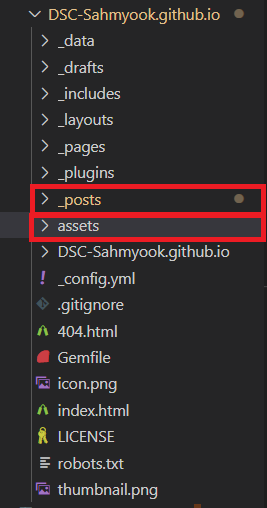 DSC-Sahmyook.github.io
_data
_drafts
_includes
_layouts
_pages
_plugins
_posts
assets
DSC-Sahmyook.github.io
! _config.yml
.gitignore
404.html
Gemfile
icon.png
index.html
LICENSE
robots.txt
thumbnail.png